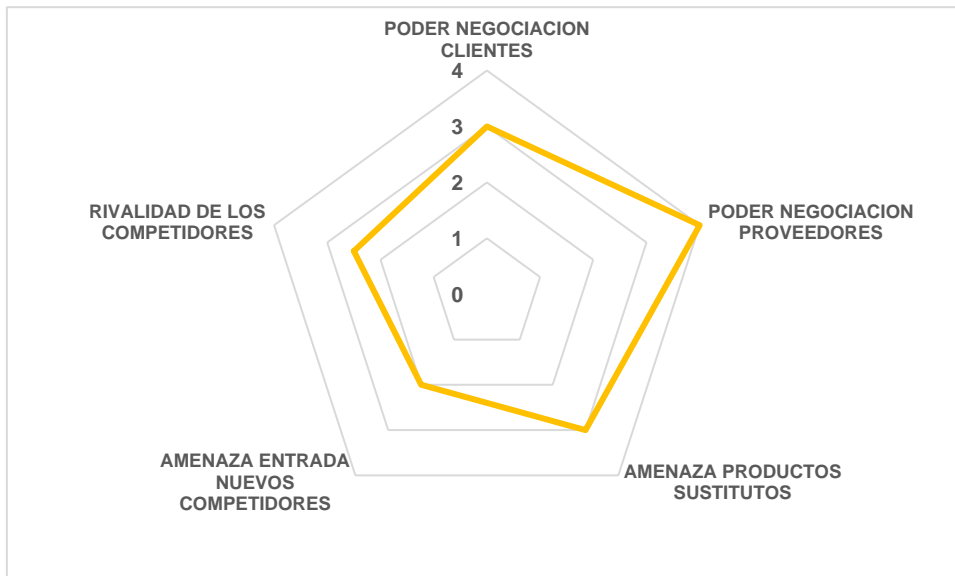 PODER NEGOCIACION
CLIENTES
4
3
2
1
0
RIVALIDAD DE LOS
COMPETIDORES
PODER NEGOCIACION
PROVEEDORES
AMENAZA ENTRADA
NUEVOS
COMPETIDORES
AMENAZA PRODUCTOS
SUSTITUTOS